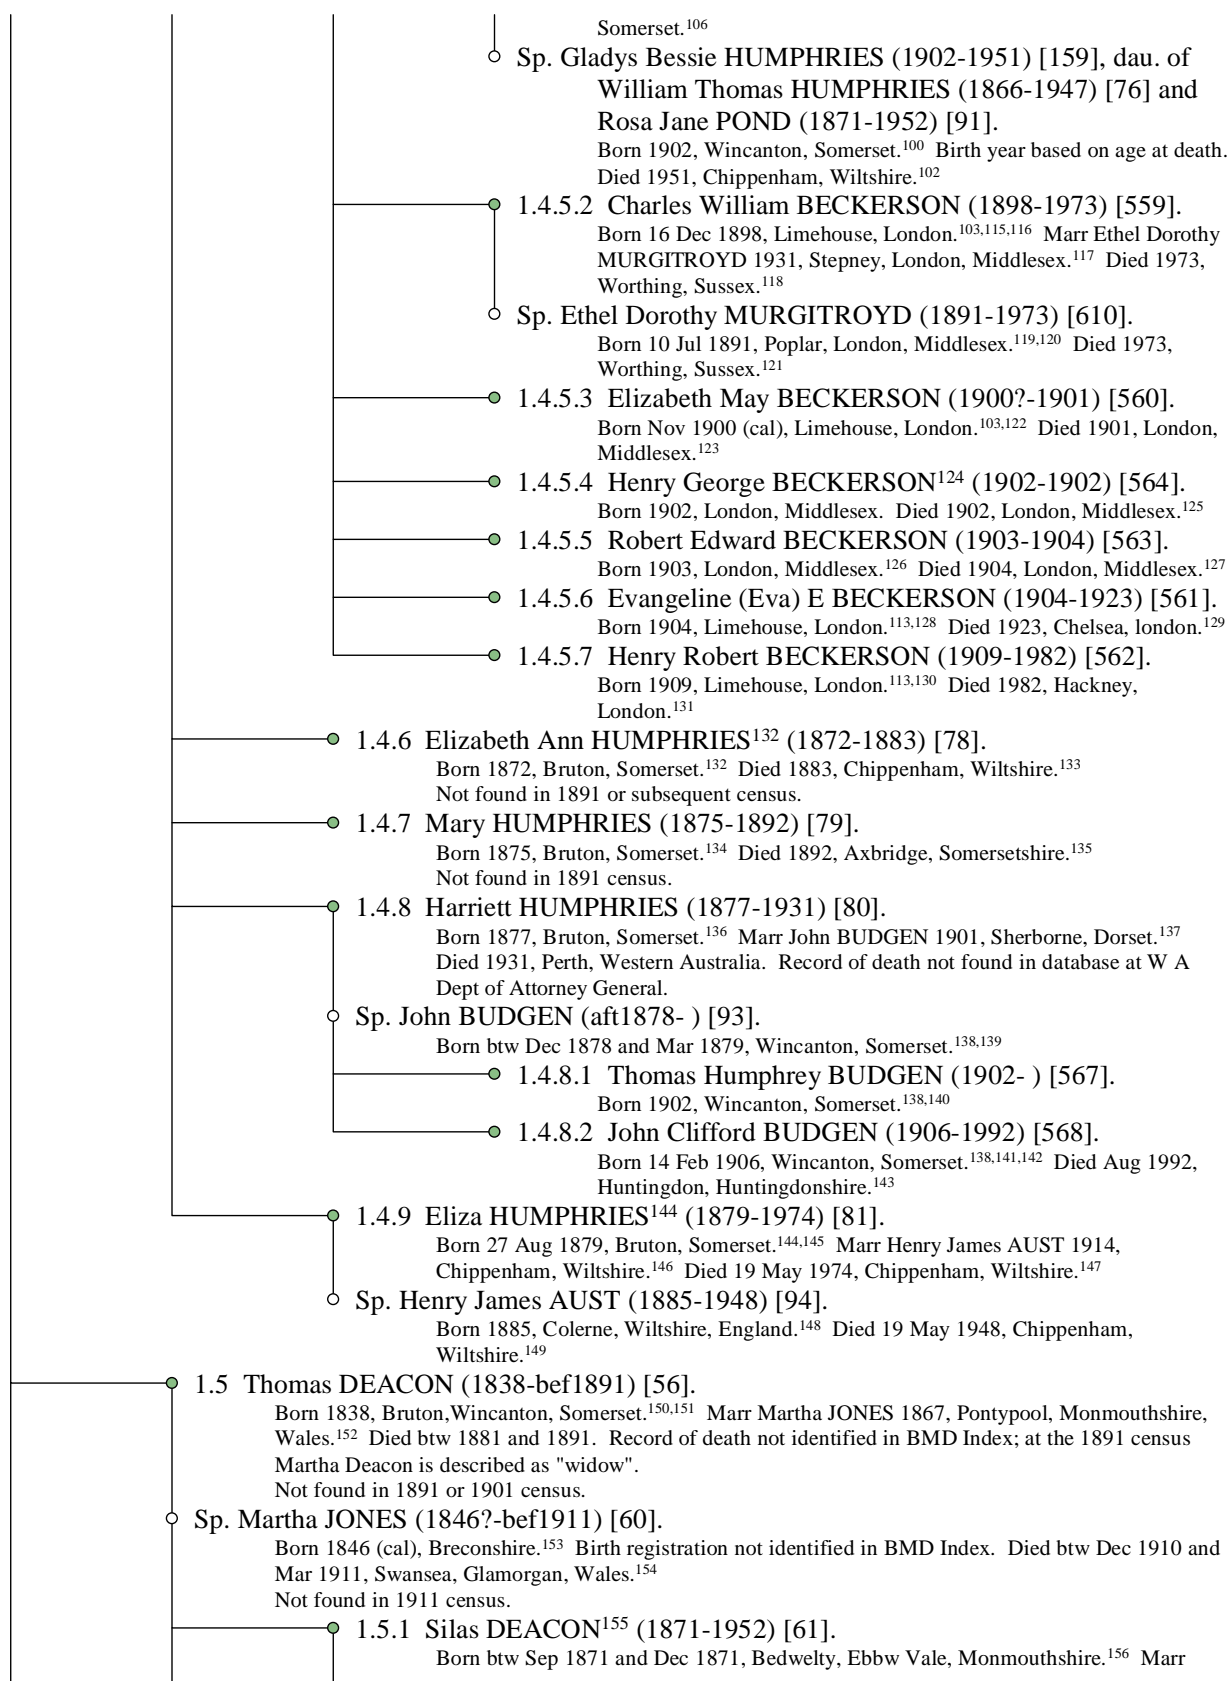 Somerset.106
Sp. Gladys Bessie HUMPHRIES (1902-1951) [159], dau. of
William Thomas HUMPHRIES (1866-1947) [76] and
Rosa Jane POND (1871-1952) [91].
Born 1902, Wincanton, Somerset.100 Birth year based on age at death.
Died 1951, Chippenham, Wiltshire.102
1.4.5.2 Charles William BECKERSON (1898-1973) [559].
Born 16 Dec 1898, Limehouse, London.103,115,116 Marr Ethel Dorothy
MURGITROYD 1931, Stepney, London, Middlesex.117 Died 1973,
Worthing, Sussex.118
Sp. Ethel Dorothy MURGITROYD (1891-1973) [610].
Born 10 Jul 1891, Poplar, London, Middlesex.119,120 Died 1973,
Worthing, Sussex.121
1.4.5.3 Elizabeth May BECKERSON (1900?-1901) [560].
Born Nov 1900 (cal), Limehouse, London.103,122 Died 1901, London,
Middlesex.123
1.4.5.4 Henry George BECKERSON124 (1902-1902) [564].
Born 1902, London, Middlesex. Died 1902, London, Middlesex.125
1.4.5.5 Robert Edward BECKERSON (1903-1904) [563].
Born 1903, London, Middlesex.126 Died 1904, London, Middlesex.127
1.4.5.6 Evangeline (Eva) E BECKERSON (1904-1923) [561].
Born 1904, Limehouse, London.113,128 Died 1923, Chelsea, london.129
1.4.5.7 Henry Robert BECKERSON (1909-1982) [562].
Born 1909, Limehouse, London.113,130 Died 1982, Hackney,
London.131
1.4.6 Elizabeth Ann HUMPHRIES132 (1872-1883) [78].
Born 1872, Bruton, Somerset.132 Died 1883, Chippenham, Wiltshire.133
Not found in 1891 or subsequent census.
1.4.7 Mary HUMPHRIES (1875-1892) [79].
Born 1875, Bruton, Somerset.134 Died 1892, Axbridge, Somersetshire.135
Not found in 1891 census.
1.4.8 Harriett HUMPHRIES (1877-1931) [80].
Born 1877, Bruton, Somerset.136 Marr John BUDGEN 1901, Sherborne, Dorset.137
Died 1931, Perth, Western Australia. Record of death not found in database at W A
Dept of Attorney General.
Sp. John BUDGEN (aft1878- ) [93].
Born btw Dec 1878 and Mar 1879, Wincanton, Somerset.138,139
1.4.8.1 Thomas Humphrey BUDGEN (1902- ) [567].
Born 1902, Wincanton, Somerset.138,140
1.4.8.2 John Clifford BUDGEN (1906-1992) [568].
Born 14 Feb 1906, Wincanton, Somerset.138,141,142 Died Aug 1992,
Huntingdon, Huntingdonshire.143
1.4.9 Eliza HUMPHRIES144 (1879-1974) [81].
Born 27 Aug 1879, Bruton, Somerset.144,145 Marr Henry James AUST 1914,
Chippenham, Wiltshire.146 Died 19 May 1974, Chippenham, Wiltshire.147
Sp. Henry James AUST (1885-1948) [94].
Born 1885, Colerne, Wiltshire, England.148 Died 19 May 1948, Chippenham,
Wiltshire.149
1.5 Thomas DEACON (1838-bef1891) [56].
Born 1838, Bruton,Wincanton, Somerset.150,151 Marr Martha JONES 1867, Pontypool, Monmouthshire,
Wales.152 Died btw 1881 and 1891. Record of death not identified in BMD Index; at the 1891 census
Martha Deacon is described as "widow".
Not found in 1891 or 1901 census.
Sp. Martha JONES (1846?-bef1911) [60].
Born 1846 (cal), Breconshire.153 Birth registration not identified in BMD Index. Died btw Dec 1910 and
Mar 1911, Swansea, Glamorgan, Wales.154
Not found in 1911 census.
1.5.1 Silas DEACON155 (1871-1952) [61].
Born btw Sep 1871 and Dec 1871, Bedwelty, Ebbw Vale, Monmouthshire.156 Marr